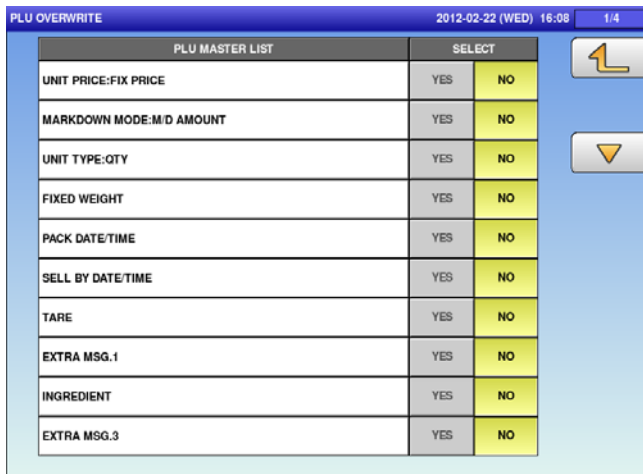 PLU OVERWRITE 2012-02-22 (WED) 16:08 1/4
PLU MASTER LIST SELECT
UNIT PRICE:FIX PRICE YES NO
MARKDOWN MODE:M/D AMOUNT YES NO
UNIT TYPE:QTY YES NO
FIXED WEIGHT YES NO
PACK DATE/TIME YES NO
SELL BY DATE/TIME YES NO
TARE YES NO
EXTRA MSG.1 YES NO
INGREDIENT YES NO
EXTRA MSG.3 YES NO